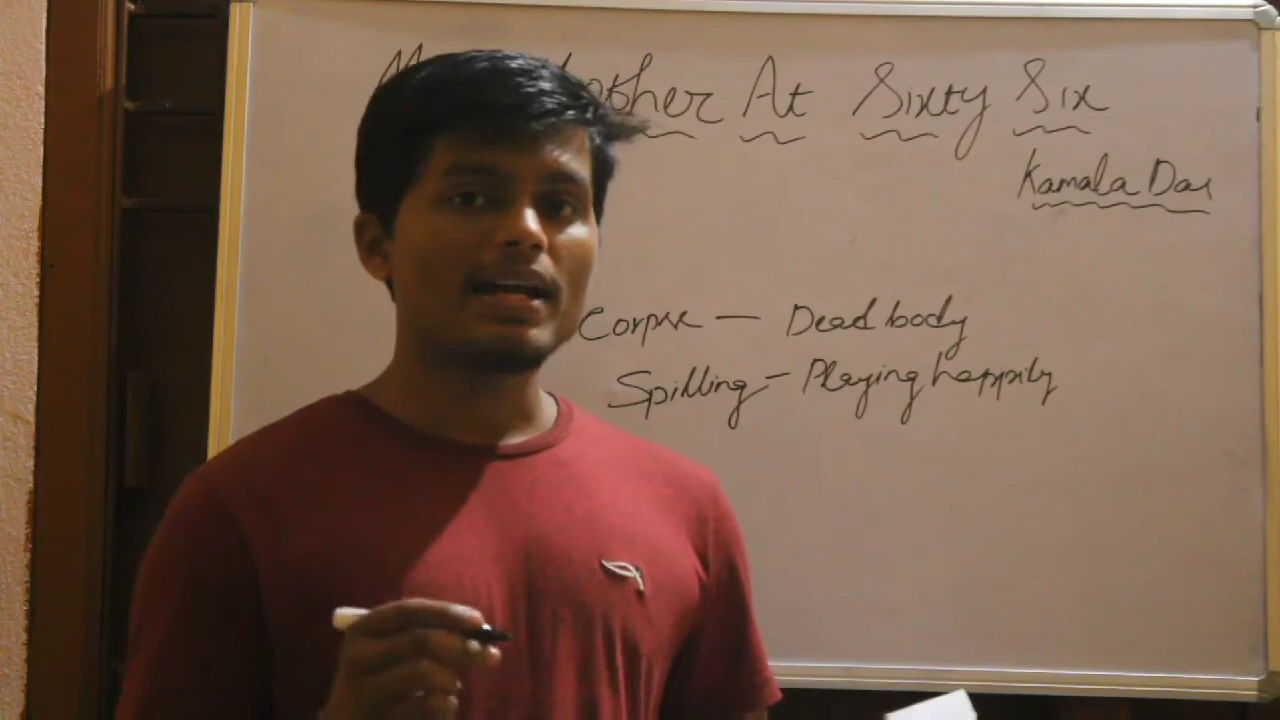 At Sixty Six
Kamala Das
Corpse — Dead body
Spilling - Playing happily